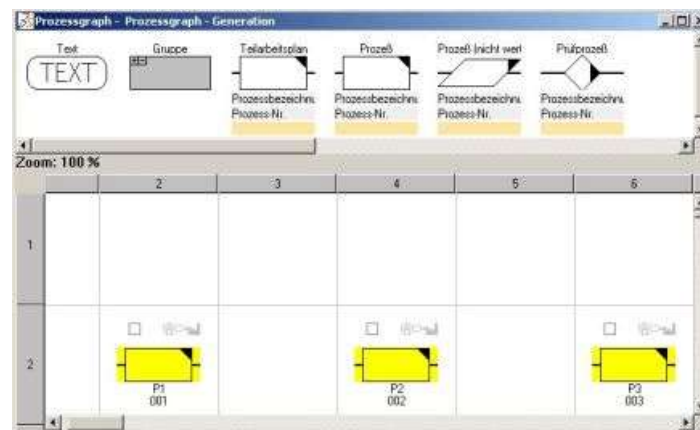 Prozessgraph - Prozessgraph - Generation
Text Gruppe Teilarbeitsplan Prozeß Prozeß (nicht wert Prüfprozeß
TEXT
Prozessbezeichnu Prozessbezeichnu Prozessbezeichnu Prozessbezeichnu
Prozess-Nr. Prozess-Nr. Prozess-Nr. Prozess-Nr.
Zoom: 100 %
2 3 4 5 6
1
2
P1 P2 P3
001 002 003